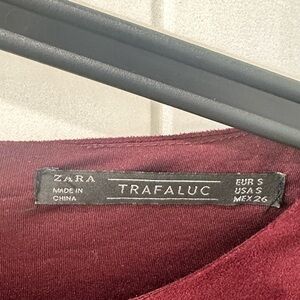 ZARA
MADE IN
CHINA
TRAFALUC
EUR S
USA S
MEX 26